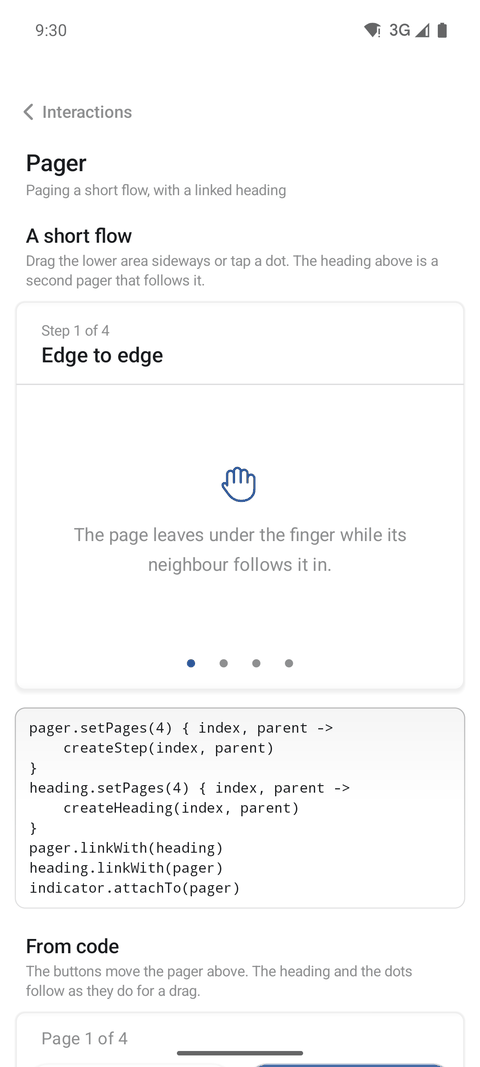 9:30
3G
Interactions
Pager
Paging a short flow, with a linked heading
A short flow
Drag the lower area sideways or tap a dot. The heading above is a
second pager that follows it.
Step 1 of 4
Edge to edge
The page leaves under the finger while its
neighbour follows it in.
pager.setPages(4) { index, parent ->
    createStep(index, parent)
}
heading.setPages(4) { index, parent ->
    createHeading(index, parent)
}
pager.linkWith(heading)
heading.linkWith(pager)
indicator.attachTo(pager)
From code
The buttons move the pager above. The heading and the dots
follow as they do for a drag.
Page 1 of 4